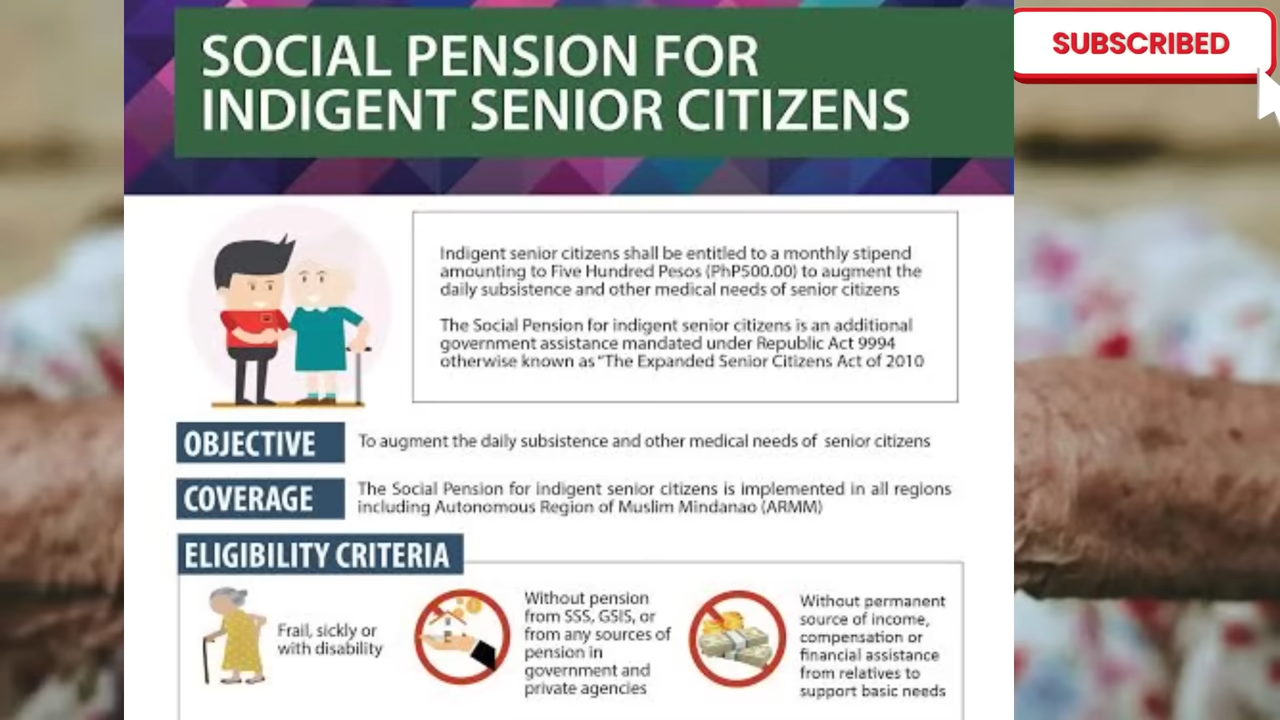 SOCIAL PENSION FOR
INDIGENT SENIOR CITIZENS
SUBSCRIBED
Indigent senior citizens shall be entitled to a monthly stipend
amounting to Five Hundred Pesos (PhP500.00) to augment the
daily subsistence and other medical needs of senior citizens
The Social Pension for indigent senior citizens is an additional
government assistance mandated under Republic Act 9994
otherwise known as "The Expanded Senior Citizens Act of 2010
OBJECTIVE
To augment the daily subsistence and other medical needs of senior citizens
COVERAGE
The Social Pension for indigent senior citizens is implemented in all regions
including Autonomous Region of Muslim Mindanao (ARMM)
ELIGIBILITY CRITERIA
Frail, sickly or
with disability
Without pension
from SSS, GSIS, or
from any sources of
pension in
government and
private agencies
Without permanent
source of income,
compensation or
financial assistance
from relatives to
support basic needs